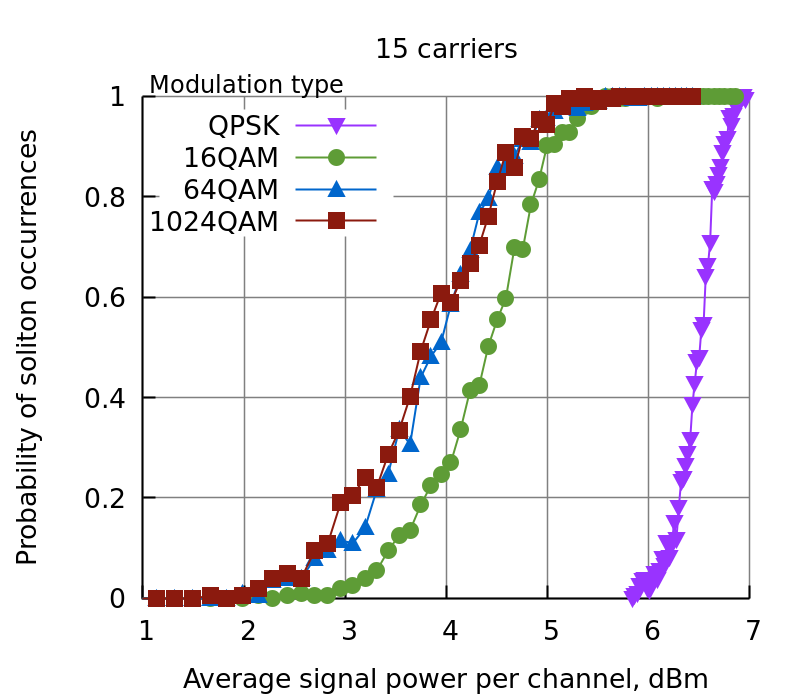 15 carriers
Modulation type
QPSK
16QAM
64QAM
1024QAM
Probability of soliton occurrences
1
0.8
0.6
0.4
0.2
0
1 2 3 4 5 6 7
Average signal power per channel, dBm